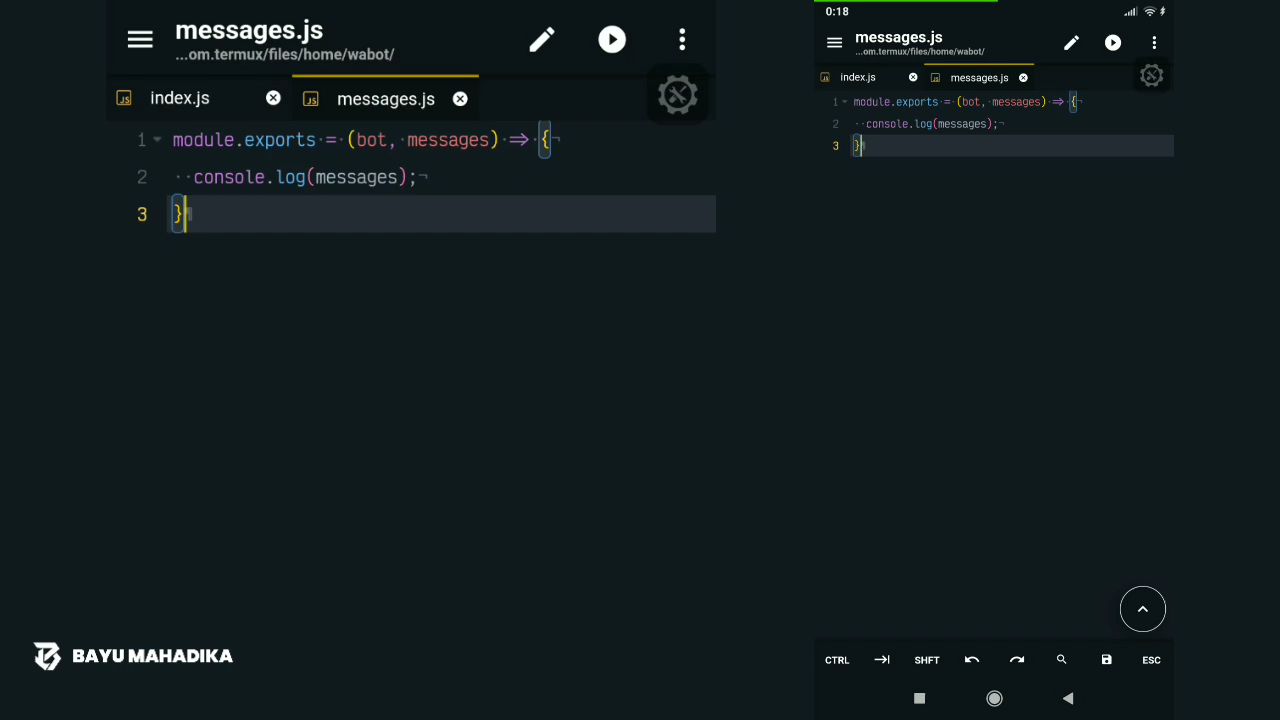 messages.js
...om.termux/files/home/wabot/
index.js
messages.js
1 module.exports = (bot, messages) => {
2 console.log(messages);
3 }
BAYU MAHADIKA
0:18
messages.js
...om.termux/files/home/wabot/
index.js
messages.js
1 module.exports = (bot, messages) => {
2 console.log(messages);
3 }
CTRL SHFT ESC